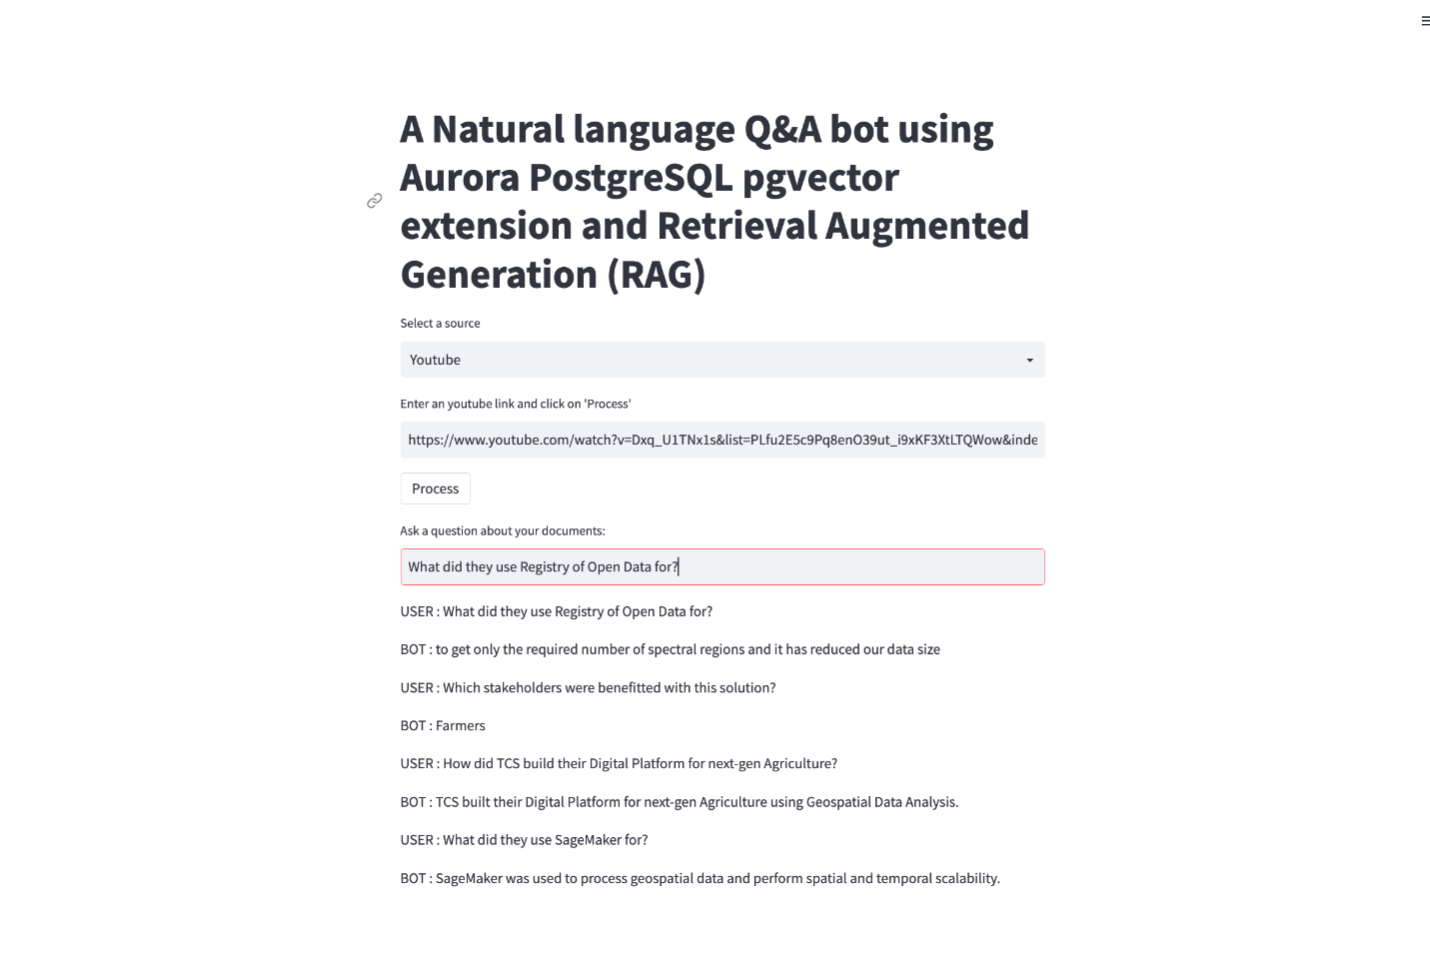 A Natural language Q&A bot using
Aurora PostgreSQL pgvector
extension and Retrieval Augmented
Generation (RAG)
Select a source
Youtube
Enter an youtube link and click on 'Process'
https://www.youtube.com/watch?v=Dxq_U1TNx1s&list=PLfu2E5c9Pq8enO39ut_i9xKF3XtLTQWow&inde
Process
Ask a question about your documents:
What did they use Registry of Open Data for?
USER : What did they use Registry of Open Data for?
BOT : to get only the required number of spectral regions and it has reduced our data size
USER : Which stakeholders were benefitted with this solution?
BOT : Farmers
USER : How did TCS build their Digital Platform for next-gen Agriculture?
BOT : TCS built their Digital Platform for next-gen Agriculture using Geospatial Data Analysis.
USER : What did they use SageMaker for?
BOT : SageMaker was used to process geospatial data and perform spatial and temporal scalability.